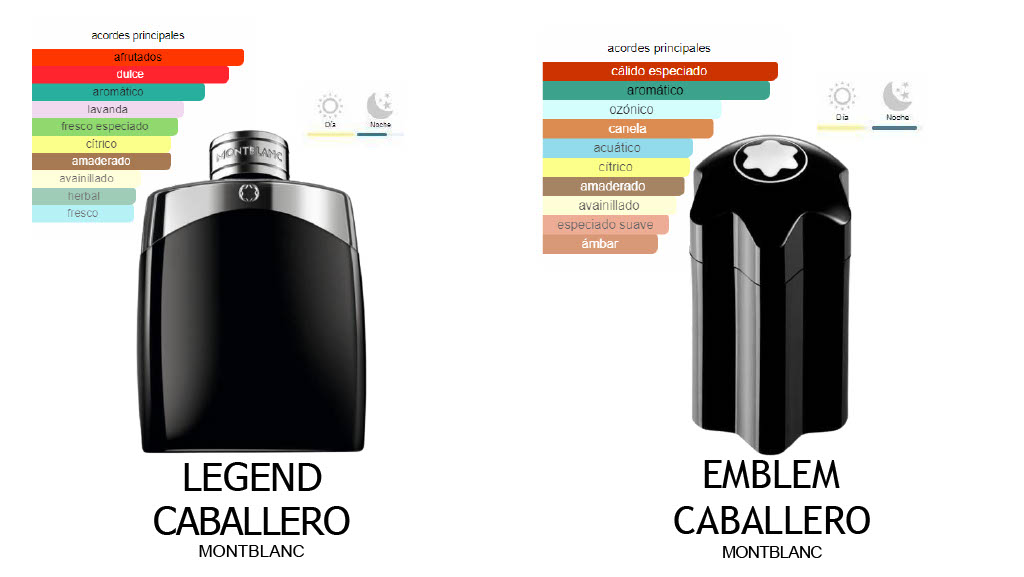 acordes principales
afrutados
dulce
aromático
lavanda
fresco especiado
cítrico
amaderado
avainillado
herbal
fresco
Día
Noche
MONTBLANC
LEGEND
CABALLERO
MONTBLANC
acordes principales
cálido especiado
aromático
ozónico
canela
acuático
cítrico
amaderado
avainillado
especiado suave
ámbar
Día
Noche
EMBLEM
CABALLERO
MONTBLANC